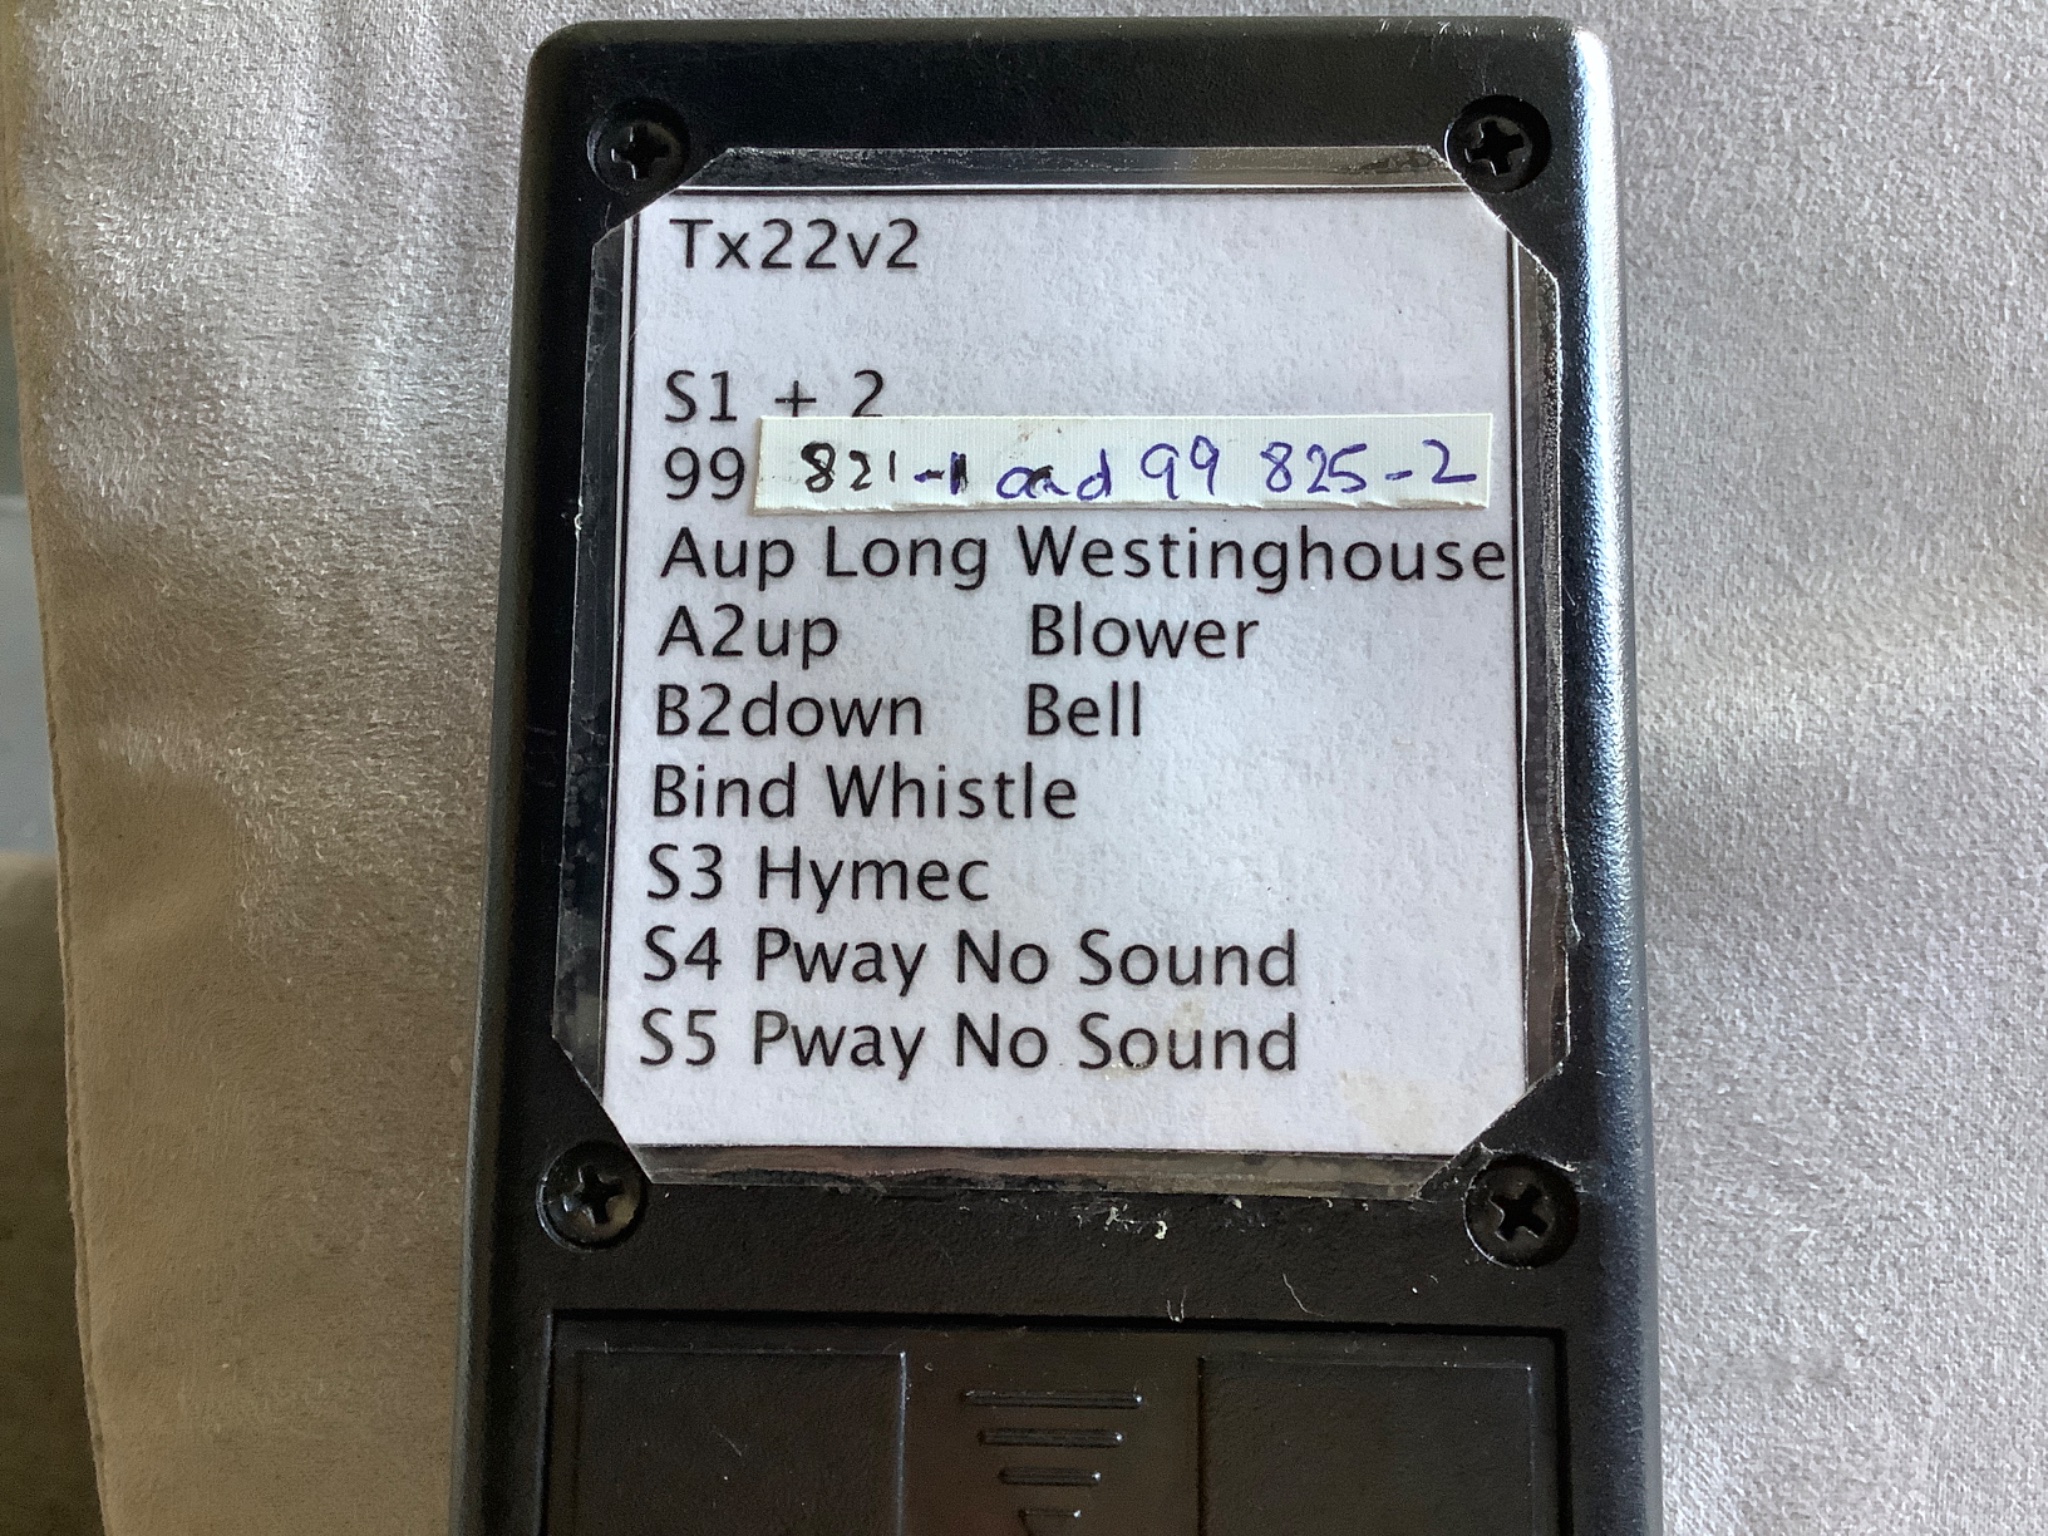 Tx22v2
S1 + 2
99 821-1 and 99 825-2
Aup Long Westinghouse
A2up Blower
B2down Bell
Bind Whistle
S3 Hymec
S4 Pway No Sound
S5 Pway No Sound